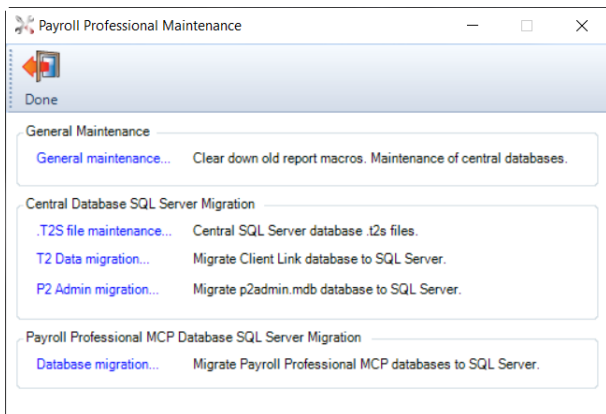 Payroll Professional Maintenance
Done
General Maintenance
General maintenance... Clear down old report macros. Maintenance of central databases.
Central Database SQL Server Migration
.T2S file maintenance... Central SQL Server database .t2s files.
T2 Data migration... Migrate Client Link database to SQL Server.
P2 Admin migration... Migrate p2admin.mdb database to SQL Server.
Payroll Professional MCP Database SQL Server Migration
Database migration... Migrate Payroll Professional MCP databases to SQL Server.